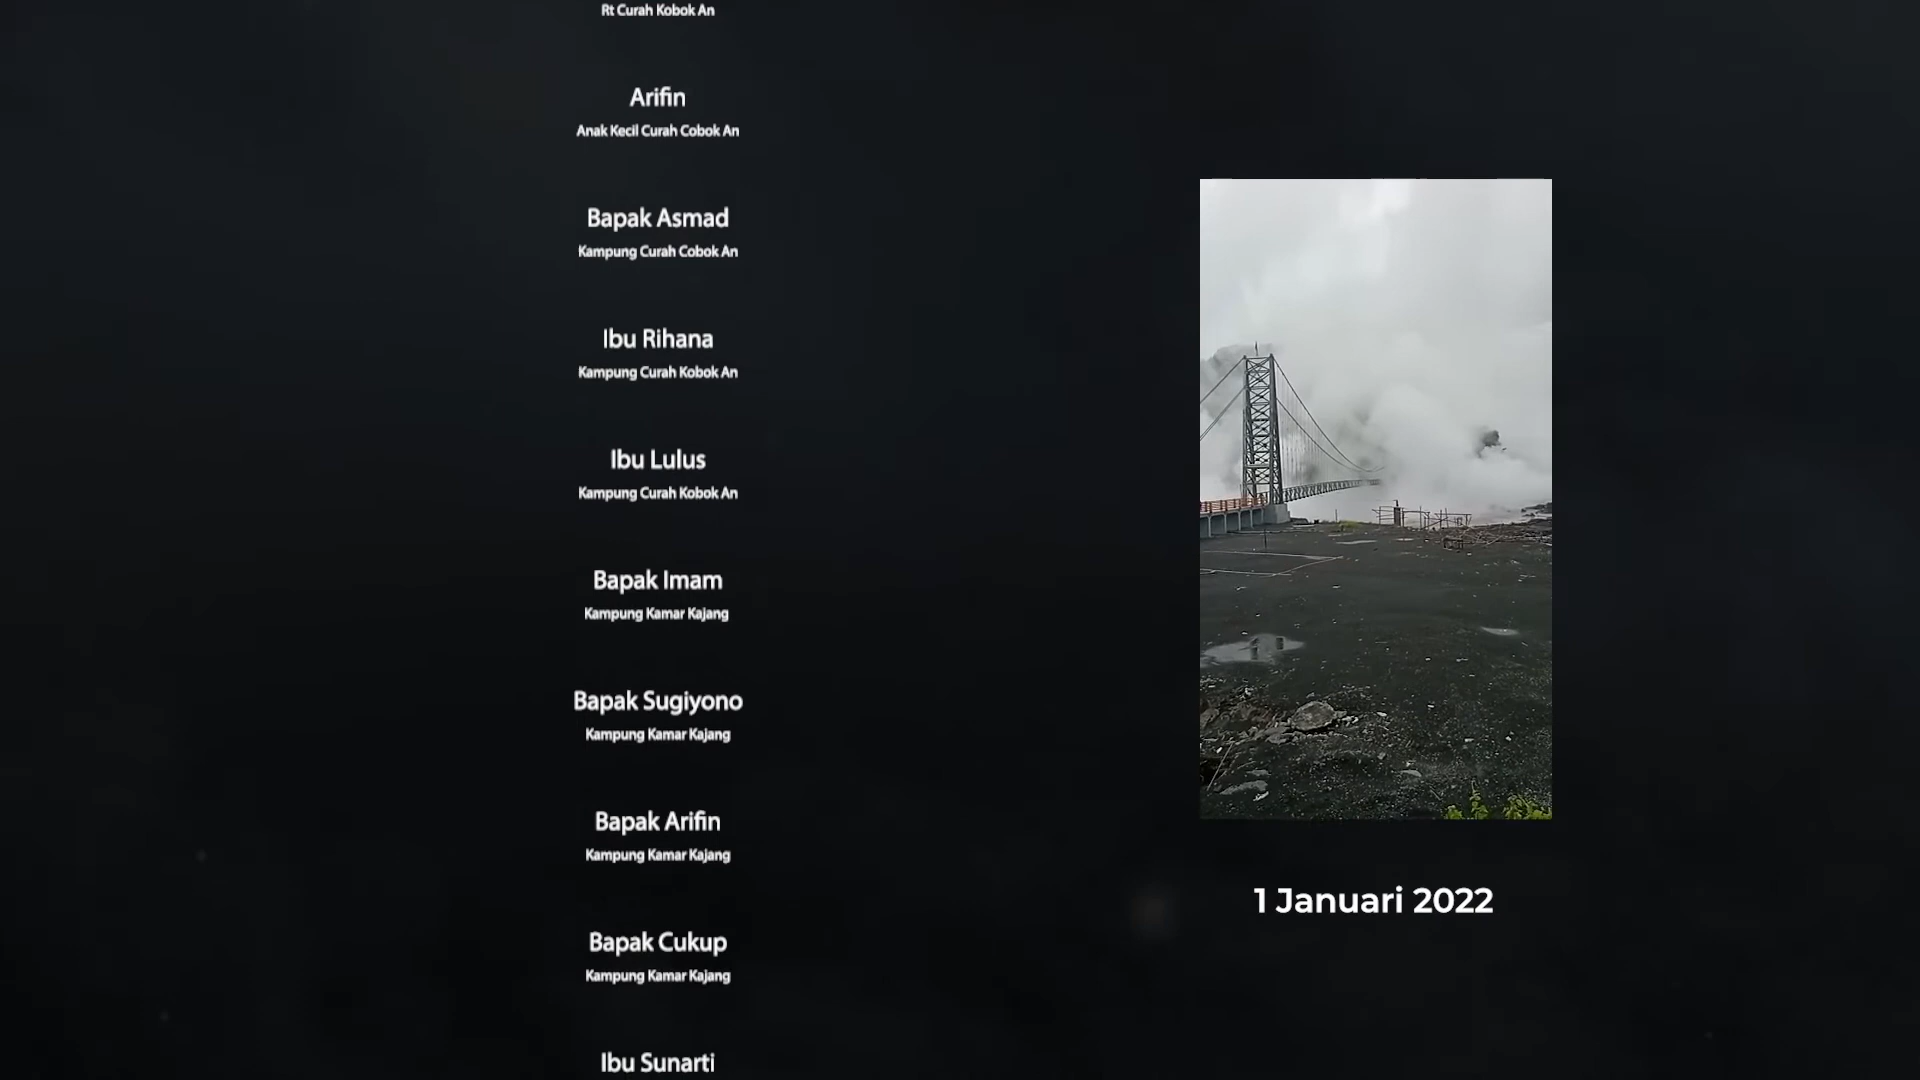 Rt Curah Kobok An
Arifin
Anak Kecil Curah Cobok An
Bapak Asmad
Kampung Curah Cobok An
Ibu Rihana
Kampung Curah Kobok An
Ibu Lulus
Kampung Curah Kobok An
Bapak Imam
Kampung Kamar Kajang
Bapak Sugiyono
Kampung Kamar Kajang
Bapak Arifin
Kampung Kamar Kajang
Bapak Cukup
Kampung Kamar Kajang
Ibu Sunarti
1 Januari 2022